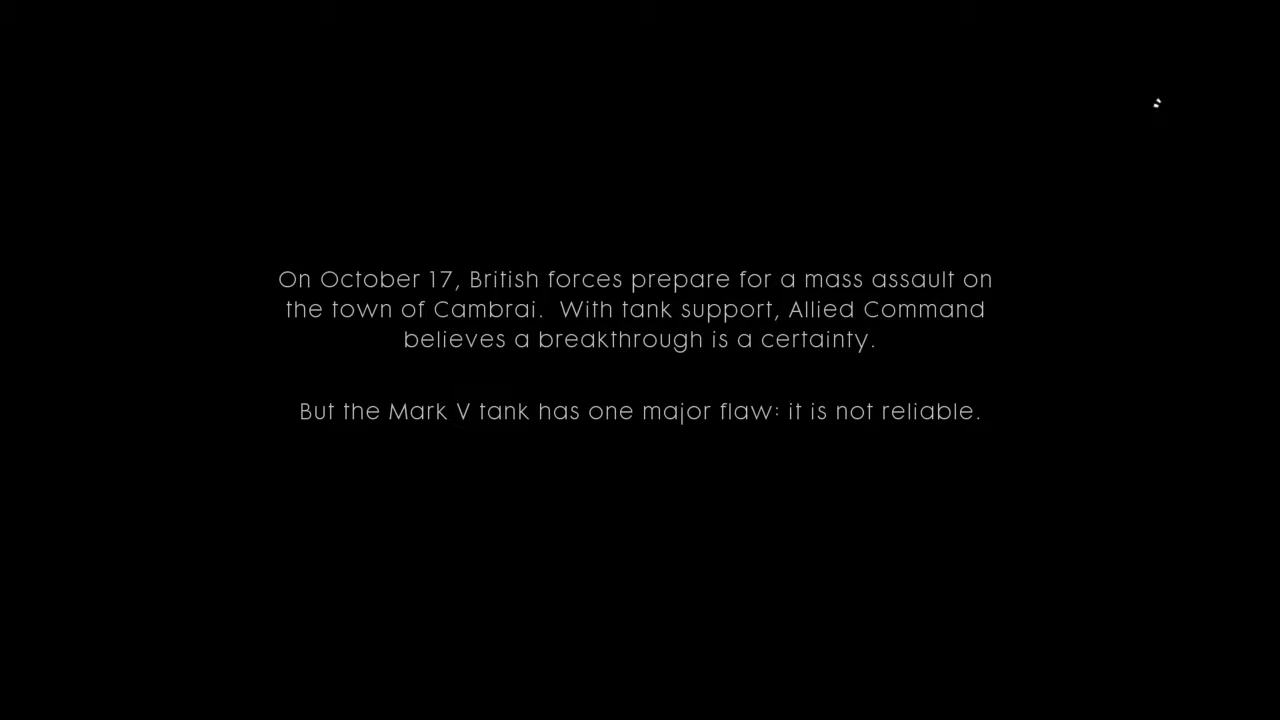 On October 17, British forces prepare for a mass assault on
the town of Cambrai.  With tank support, Allied Command
believes a breakthrough is a certainty.
But the Mark V tank has one major flaw: it is not reliable.